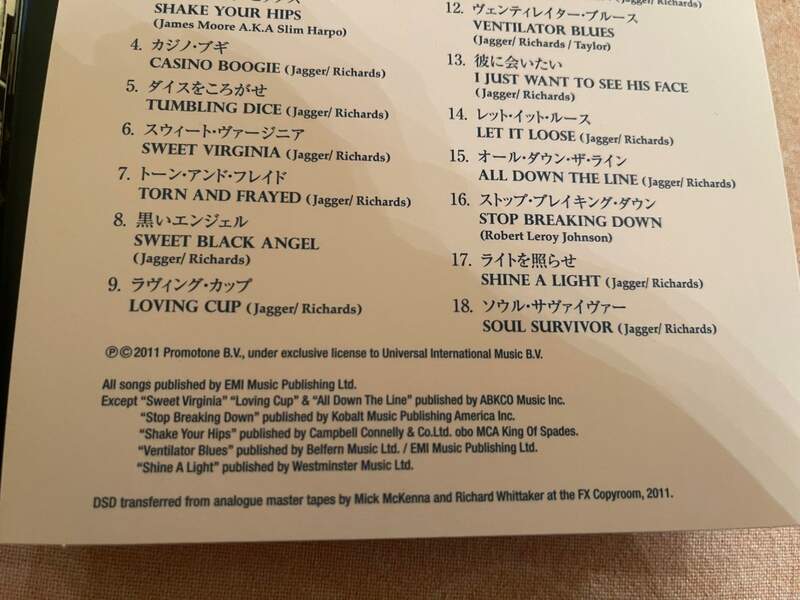 SHAKE YOUR HIPS
(James Moore A.K.A Slim Harpo)
4. カジノ・ブギ
CASINO BOOGIE (Jagger/ Richards)
5. ダイスをころがせ
TUMBLING DICE (Jagger/ Richards)
6. スウィート・ヴァージニア
SWEET VIRGINIA (Jagger/ Richards)
7. トーン・アンド・フレイド
TORN AND FRAYED (Jagger/ Richards)
8. 黒いエンジェル
SWEET BLACK ANGEL
(Jagger/ Richards)
9. ラヴィング・カップ
LOVING CUP (Jagger/ Richards)
12. ヴェンティレイター・ブルース
VENTILATOR BLUES
(Jagger/ Richards / Taylor)
13. 彼に会いたい
I JUST WANT TO SEE HIS FACE
(Jagger/ Richards)
14. レット・イット・ルース
LET IT LOOSE (Jagger/ Richards)
15. オール・ダウン・ザ・ライン
ALL DOWN THE LINE (Jagger/ Richards)
16. ストップ・ブレイキング・ダウン
STOP BREAKING DOWN
(Robert Leroy Johnson)
17. ライトを照らせ
SHINE A LIGHT (Jagger/ Richards)
18. ソウル・サヴァイヴァー
SOUL SURVIVOR (Jagger/ Richards)
℗© 2011 Promotone B.V., under exclusive license to Universal International Music B.V.
All songs published by EMI Music Publishing Ltd.
Except “Sweet Virginia” “Loving Cup” & “All Down The Line” published by ABKCO Music Inc.
“Stop Breaking Down” published by Kobalt Music Publishing America Inc.
“Shake Your Hips” published by Campbell Connelly & Co.Ltd. obo MCA King Of Spades.
“Ventilator Blues” published by Belfern Music Ltd. / EMI Music Publishing Ltd.
“Shine A Light” published by Westminster Music Ltd.
DSD transferred from analogue master tapes by Mick McKenna and Richard Whittaker at the FX Copyroom, 2011.